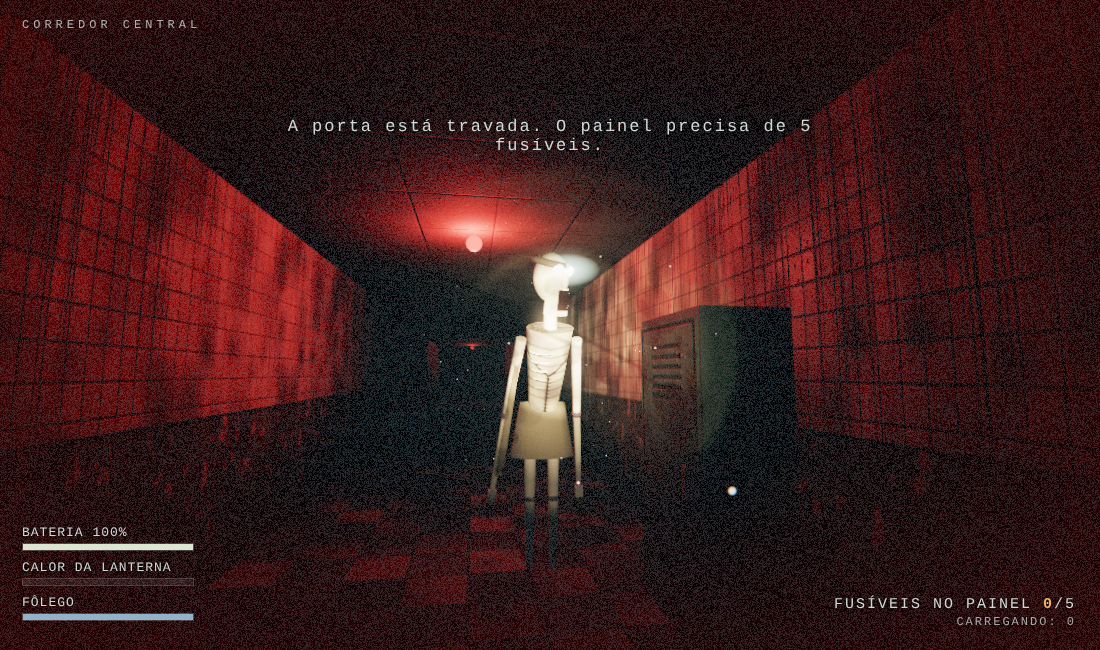 CORREDOR CENTRAL
A porta está travada. O painel precisa de 5
fusíveis.
BATERIA 100%
CALOR DA LANTERNA
FÔLEGO
FUSÍVEIS NO PAINEL 0/5
CARREGANDO: 0